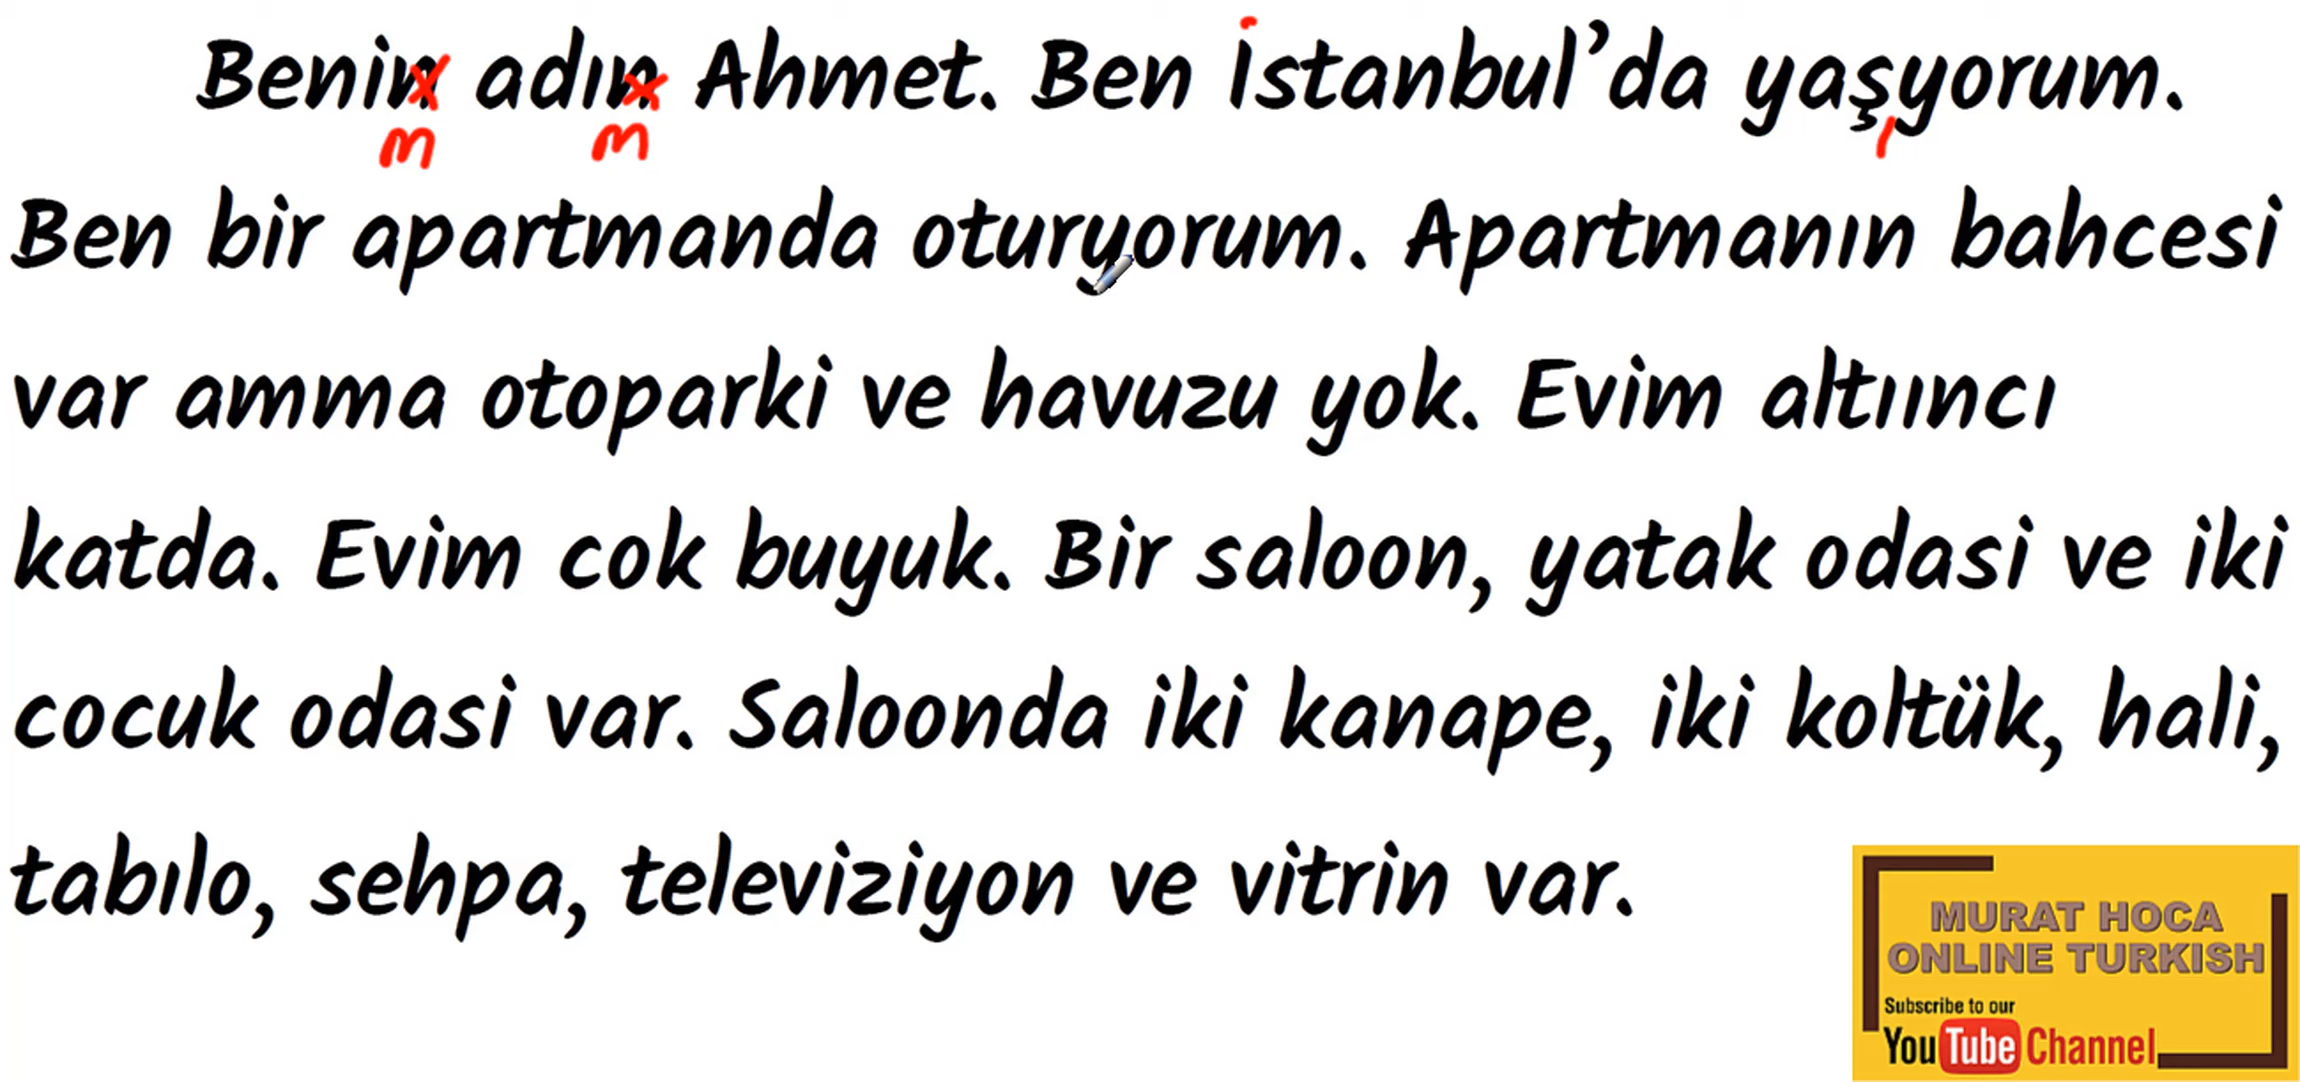 Benin adın Ahmet. Ben İstanbul’da yaşyorum.
m m ı
Ben bir apartmanda oturyorum. Apartmanın bahcesi
var amma otoparki ve havuzu yok. Evim altııncı
katda. Evim cok buyuk. Bir saloon, yatak odasi ve iki
cocuk odasi var. Saloonda iki kanape, iki koltük, hali,
tabılo, sehpa, televiziyon ve vitrin var.
MURAT HOCA
ONLINE TURKISH
Subscribe to our
YouTube Channel